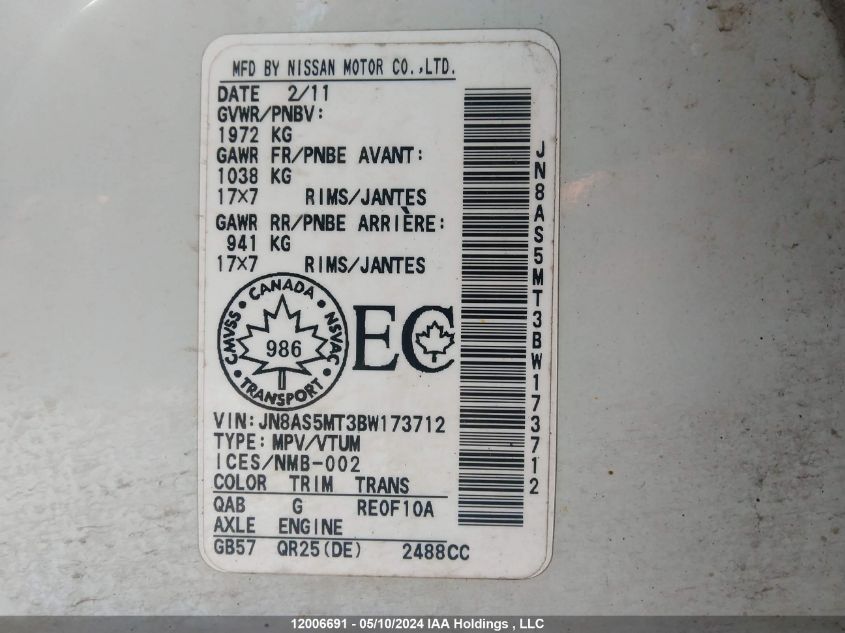 MFD BY NISSAN MOTOR CO.,LTD.
DATE 2/11
GVWR/PNBV:
1972 KG
GAWR FR/PNBE AVANT:
1038 KG
17×7 RIMS/JANTES
GAWR RR/PNBE ARRIÈRE:
941 KG
17×7 RIMS/JANTES
CANADA
CMVSS • NSVAC
986
TRANSPORT
EC
VIN:JN8AS5MT3BW173712
TYPE:MPV/VTUM
ICES/NMB-002
COLOR TRIM TRANS
QAB G RE0F10A
AXLE ENGINE
GB57 QR25(DE) 2488CC
JN8AS5MT3BW173712
12006691 - 05/10/2024 IAA Holdings , LLC